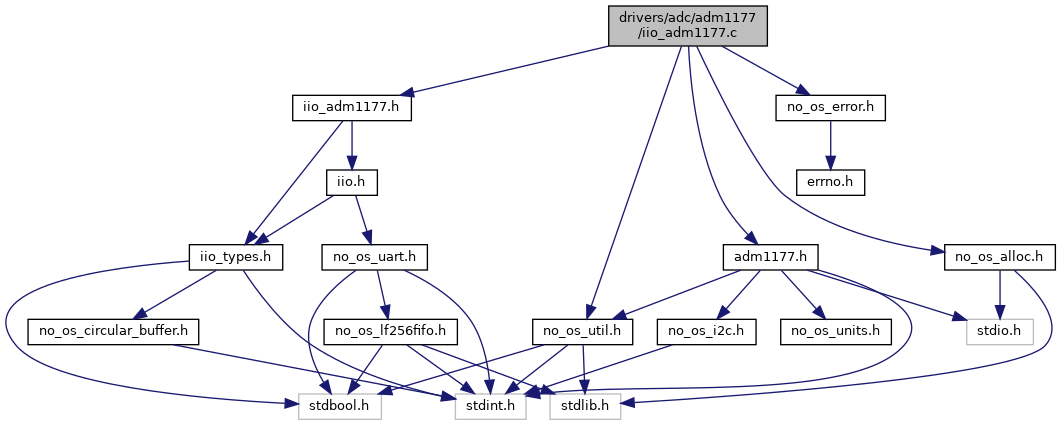 drivers/adc/adm1177
/iio_adm1177.c
iio_adm1177.h
no_os_error.h
iio.h
errno.h
iio_types.h
no_os_uart.h
adm1177.h
no_os_alloc.h
no_os_circular_buffer.h
no_os_lf256fifo.h
no_os_util.h
no_os_i2c.h
no_os_units.h
stdio.h
stdbool.h
stdint.h
stdlib.h